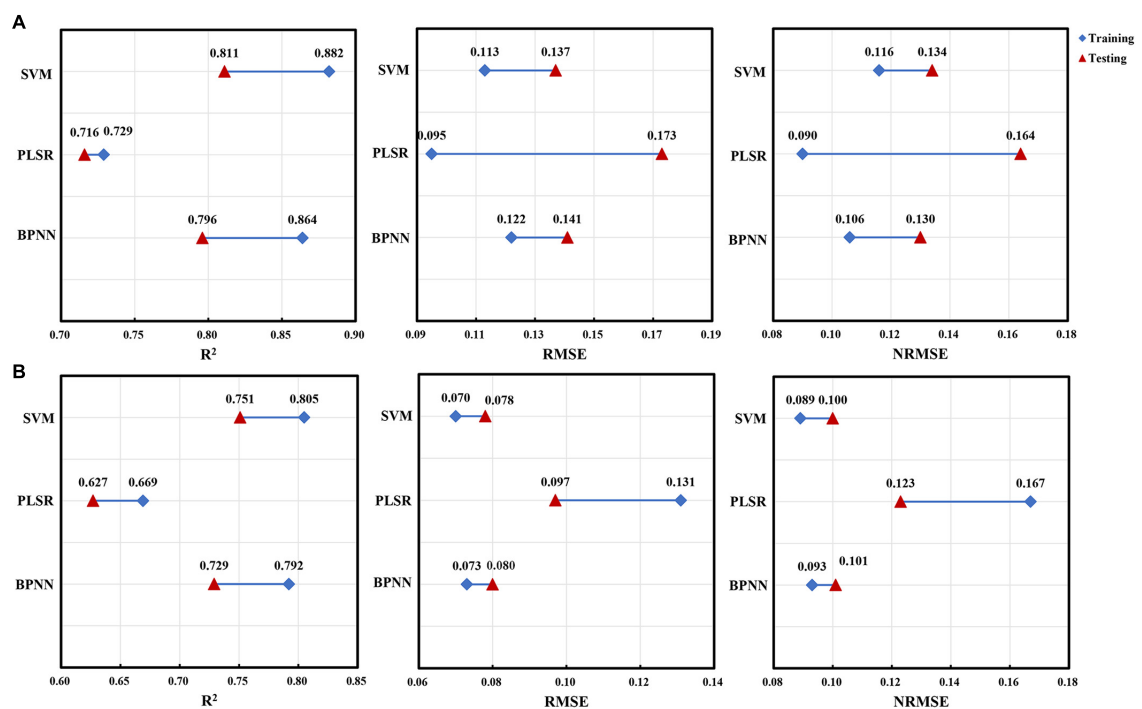 A
Training
Testing
0.811 0.882
SVM
0.716 0.729
PLSR
0.796 0.864
BPNN
0.70 0.75 0.80 0.85 0.90
R²
0.113 0.137
SVM
0.095 0.173
PLSR
0.122 0.141
BPNN
0.09 0.11 0.13 0.15 0.17 0.19
RMSE
0.116 0.134
SVM
0.090 0.164
PLSR
0.106 0.130
BPNN
0.08 0.10 0.12 0.14 0.16 0.18
NRMSE
B
0.751 0.805
SVM
0.627 0.669
PLSR
0.729 0.792
BPNN
0.60 0.65 0.70 0.75 0.80 0.85
R²
0.070 0.078
SVM
0.097 0.131
PLSR
0.073 0.080
BPNN
0.06 0.08 0.10 0.12 0.14
RMSE
0.089 0.100
SVM
0.123 0.167
PLSR
0.093 0.101
BPNN
0.08 0.10 0.12 0.14 0.16 0.18
NRMSE